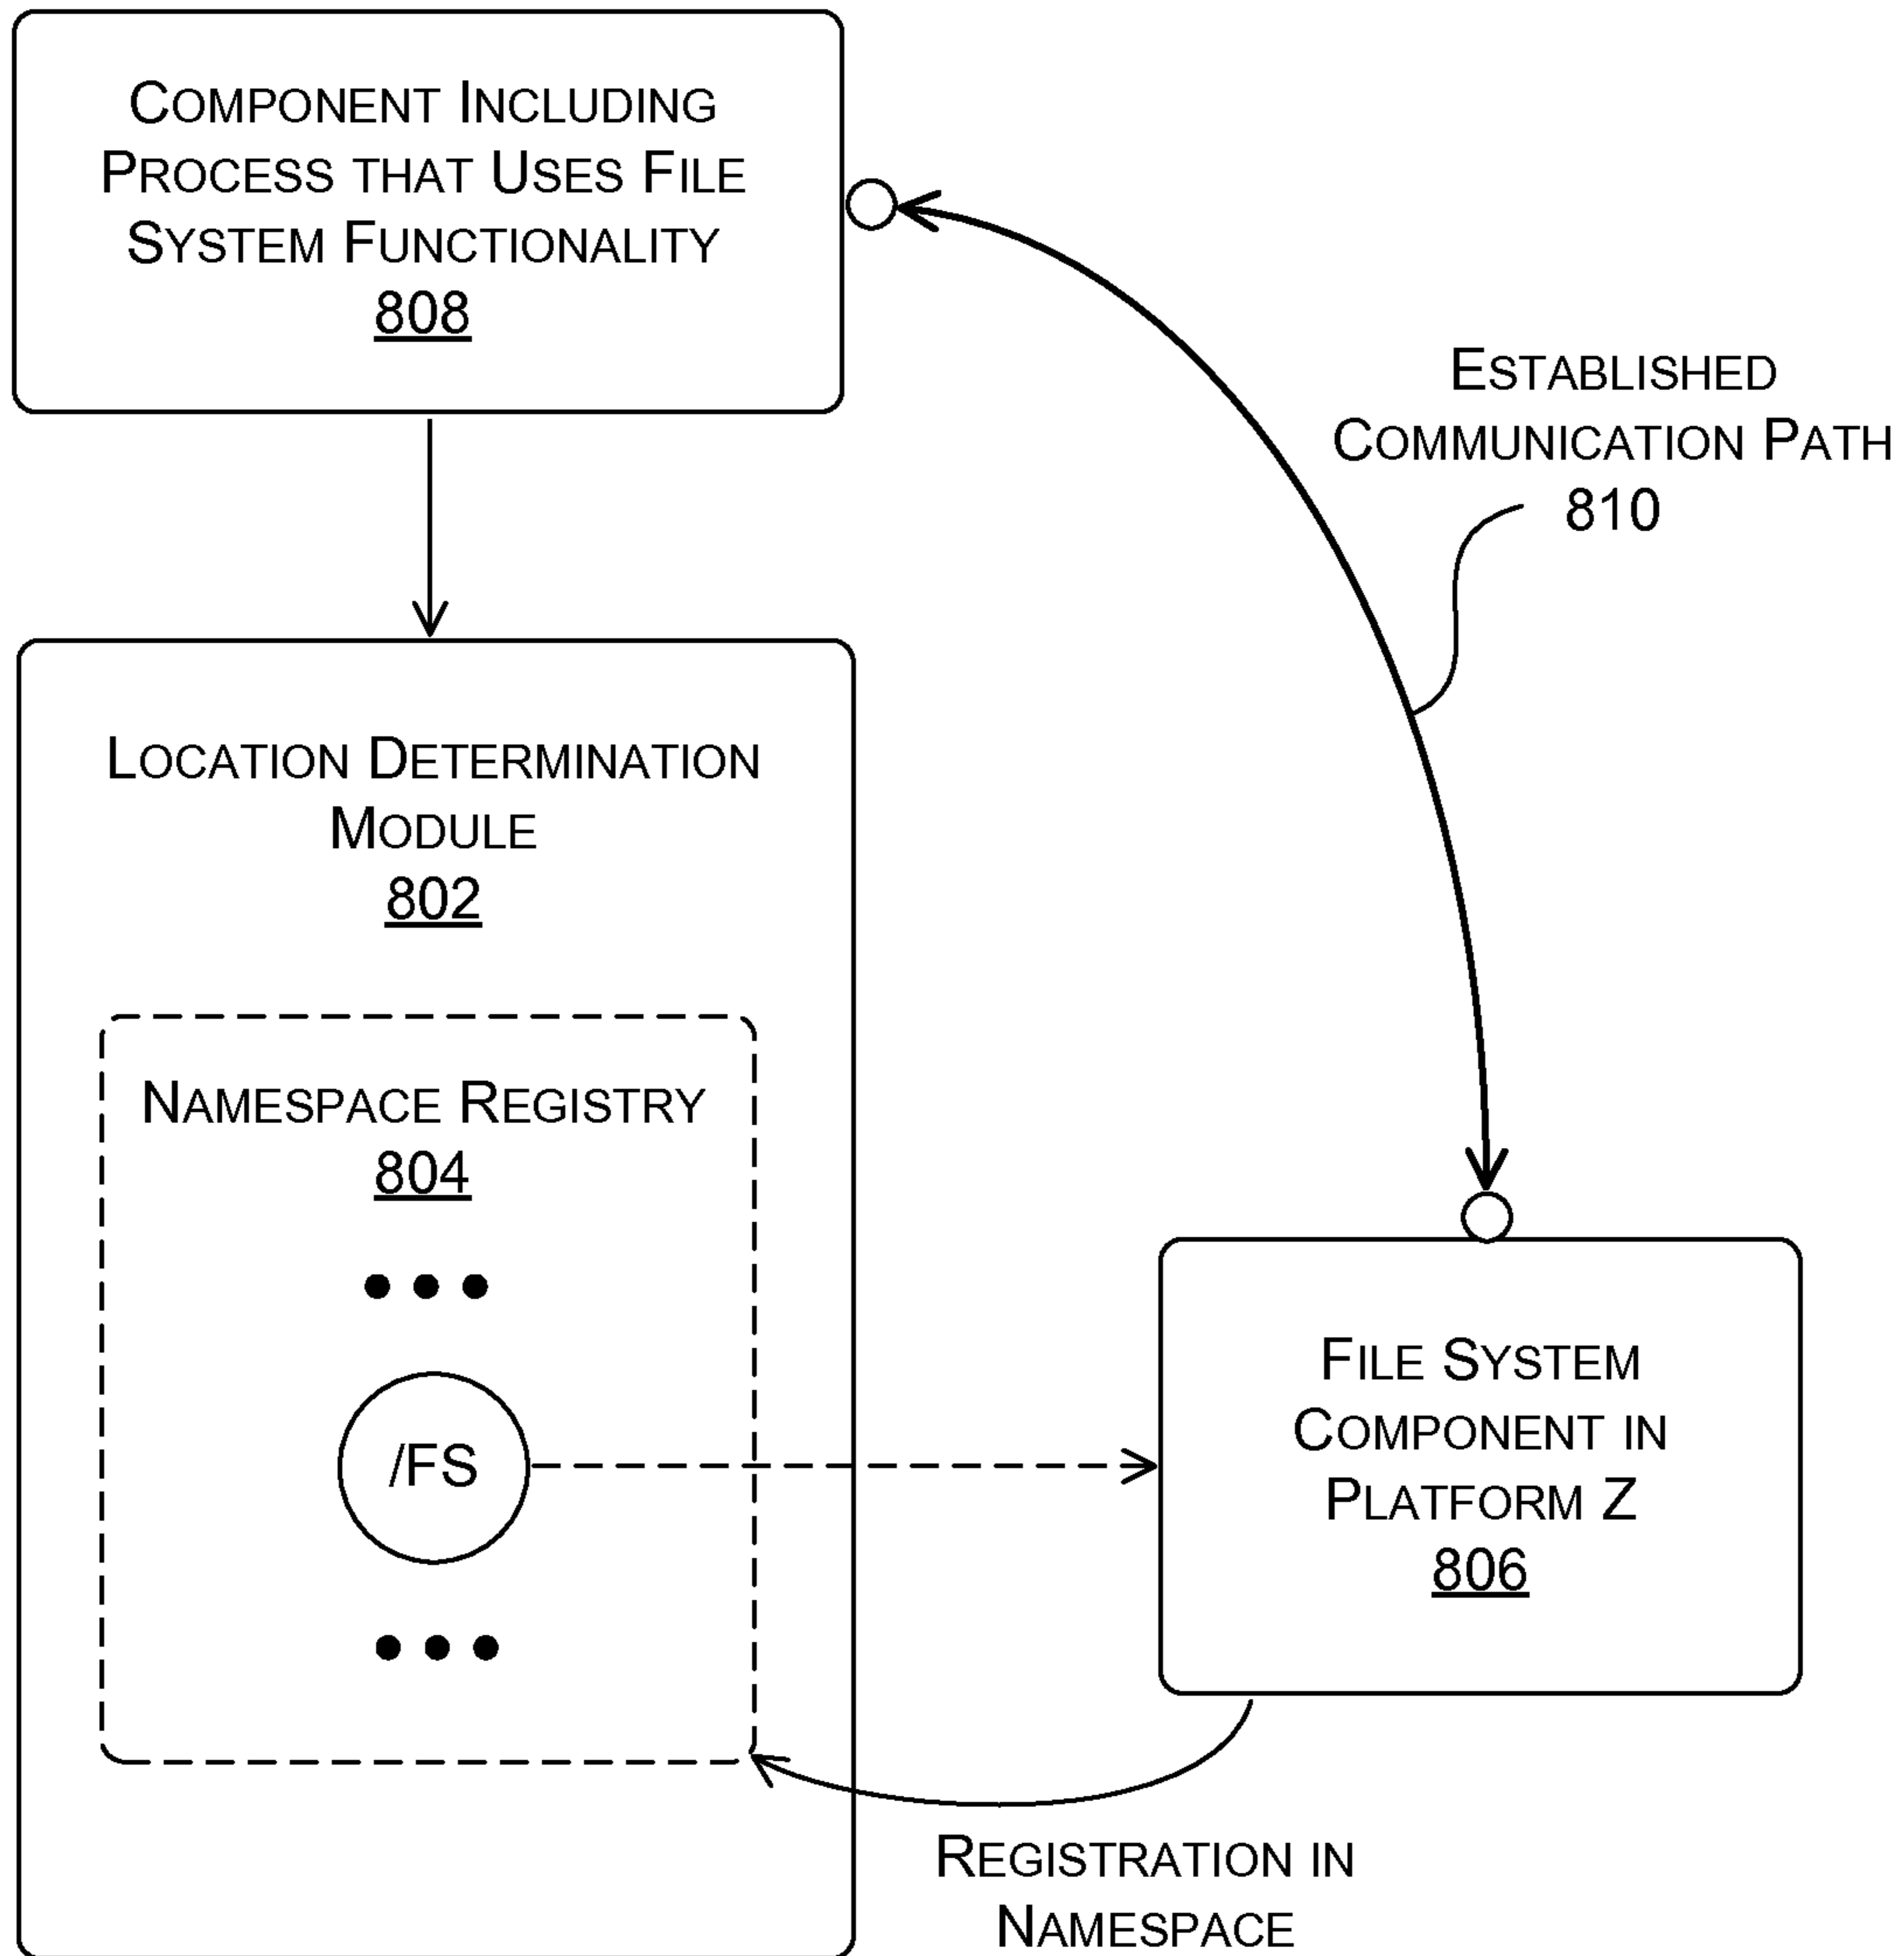 COMPONENT INCLUDING
PROCESS THAT USES FILE
SYSTEM FUNCTIONALITY
808
ESTABLISHED
COMMUNICATION PATH
810
LOCATION DETERMINATION
MODULE
802
NAMESPACE REGISTRY
804
/FS
FILE SYSTEM
COMPONENT IN
PLATFORM Z
806
REGISTRATION IN
NAMESPACE